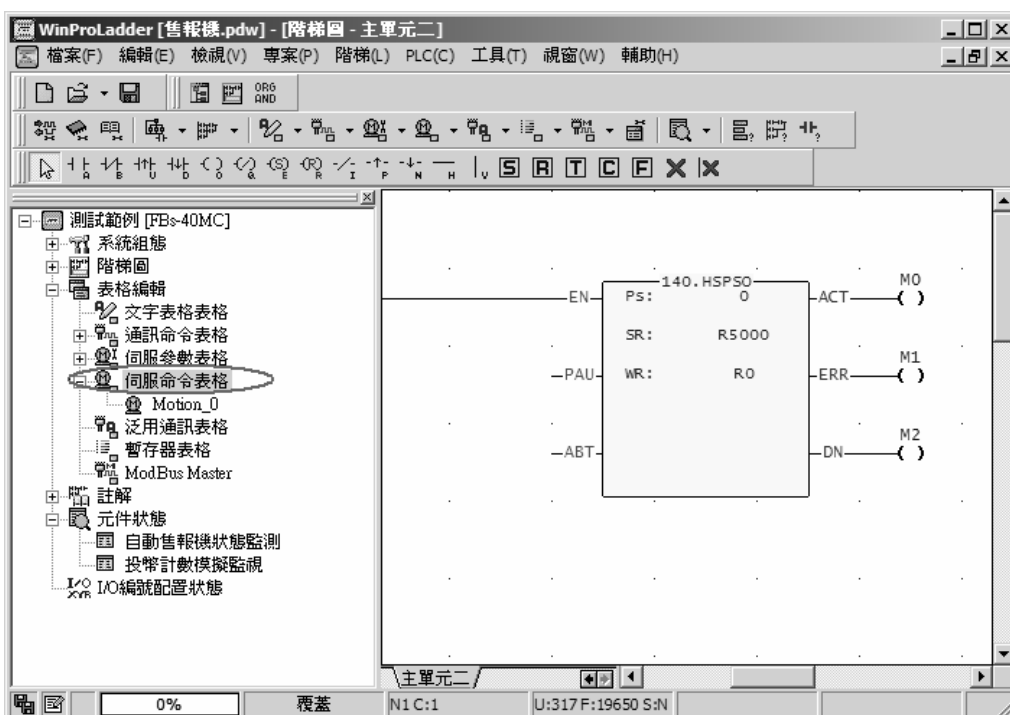 WinProLadder [售報機.pdw] - [階梯圖 - 主單元二]
檔案(F) 編輯(E) 檢視(V) 專案(P) 階梯(L) PLC(C) 工具(T) 視窗(W) 輔助(H)
ORG
AND
A B U D O Q E R I P N H V S R T C F
測試範例 [FBs-40MC]
系統組態
階梯圖
表格編輯
文字表格表格
通訊命令表格
伺服參數表格
伺服命令表格
Motion_0
泛用通訊表格
暫存器表格
ModBus Master
註解
元件狀態
自動售報機狀態監測
投幣計數模擬監視
I/O編號配置狀態
140.HSPSO
EN Ps: 0 ACT M0
SR: R5000
PAU WR: R0 ERR M1
ABT DN M2
主單元二
0% 覆蓋 N1 C:1 U:317 F:19650 S:N